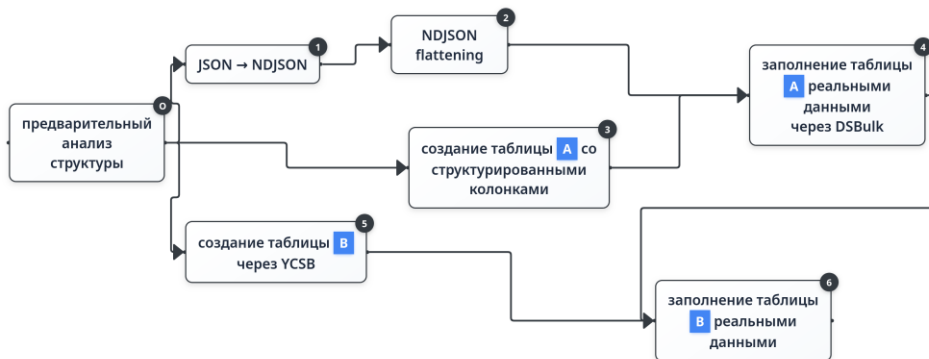 O
предварительный
анализ
структуры
1
JSON → NDJSON
2
NDJSON
flattening
3
создание таблицы A со
структурированными
колонками
4
заполнение таблицы
A реальными
данными
через DSBulk
5
создание таблицы B
через YCSB
6
заполнение таблицы
B реальными
данными